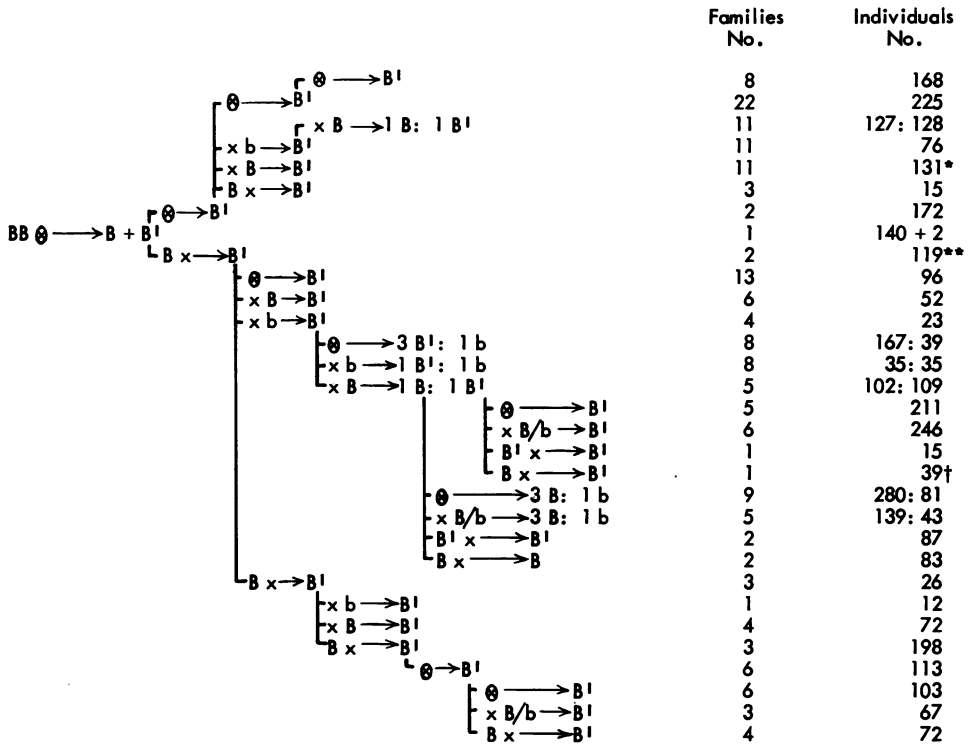 Families Individuals
No. No.
⊗ ⟶ B' 8 168
⊗ ⟶ B' 22 225
x B ⟶ 1 B: 1 B' 11 127: 128
x b ⟶ B' 11 76
x B ⟶ B' 11 131*
B x ⟶ B' 3 15
⊗ ⟶ B' 2 172
BB ⊗ ⟶ B + B' 1 140 + 2
B x ⟶ B' 2 119**
⊗ ⟶ B' 13 96
x B ⟶ B' 6 52
x b ⟶ B' 4 23
⊗ ⟶ 3 B': 1 b 8 167: 39
x b ⟶ 1 B': 1 b 8 35: 35
x B ⟶ 1 B: 1 B' 5 102: 109
⊗ ⟶ B' 5 211
x B/b ⟶ B' 6 246
B' x ⟶ B' 1 15
B x ⟶ B' 1 39†
⊗ ⟶ 3 B: 1 b 9 280: 81
x B/b ⟶ 3 B: 1 b 5 139: 43
B' x ⟶ B' 2 87
B x ⟶ B 2 83
B x ⟶ B' 3 26
x b ⟶ B' 1 12
x B ⟶ B' 4 72
B x ⟶ B' 3 198
⊗ ⟶ B' 6 113
⊗ ⟶ B' 6 103
x B/b ⟶ B' 3 67
B x ⟶ B' 4 72